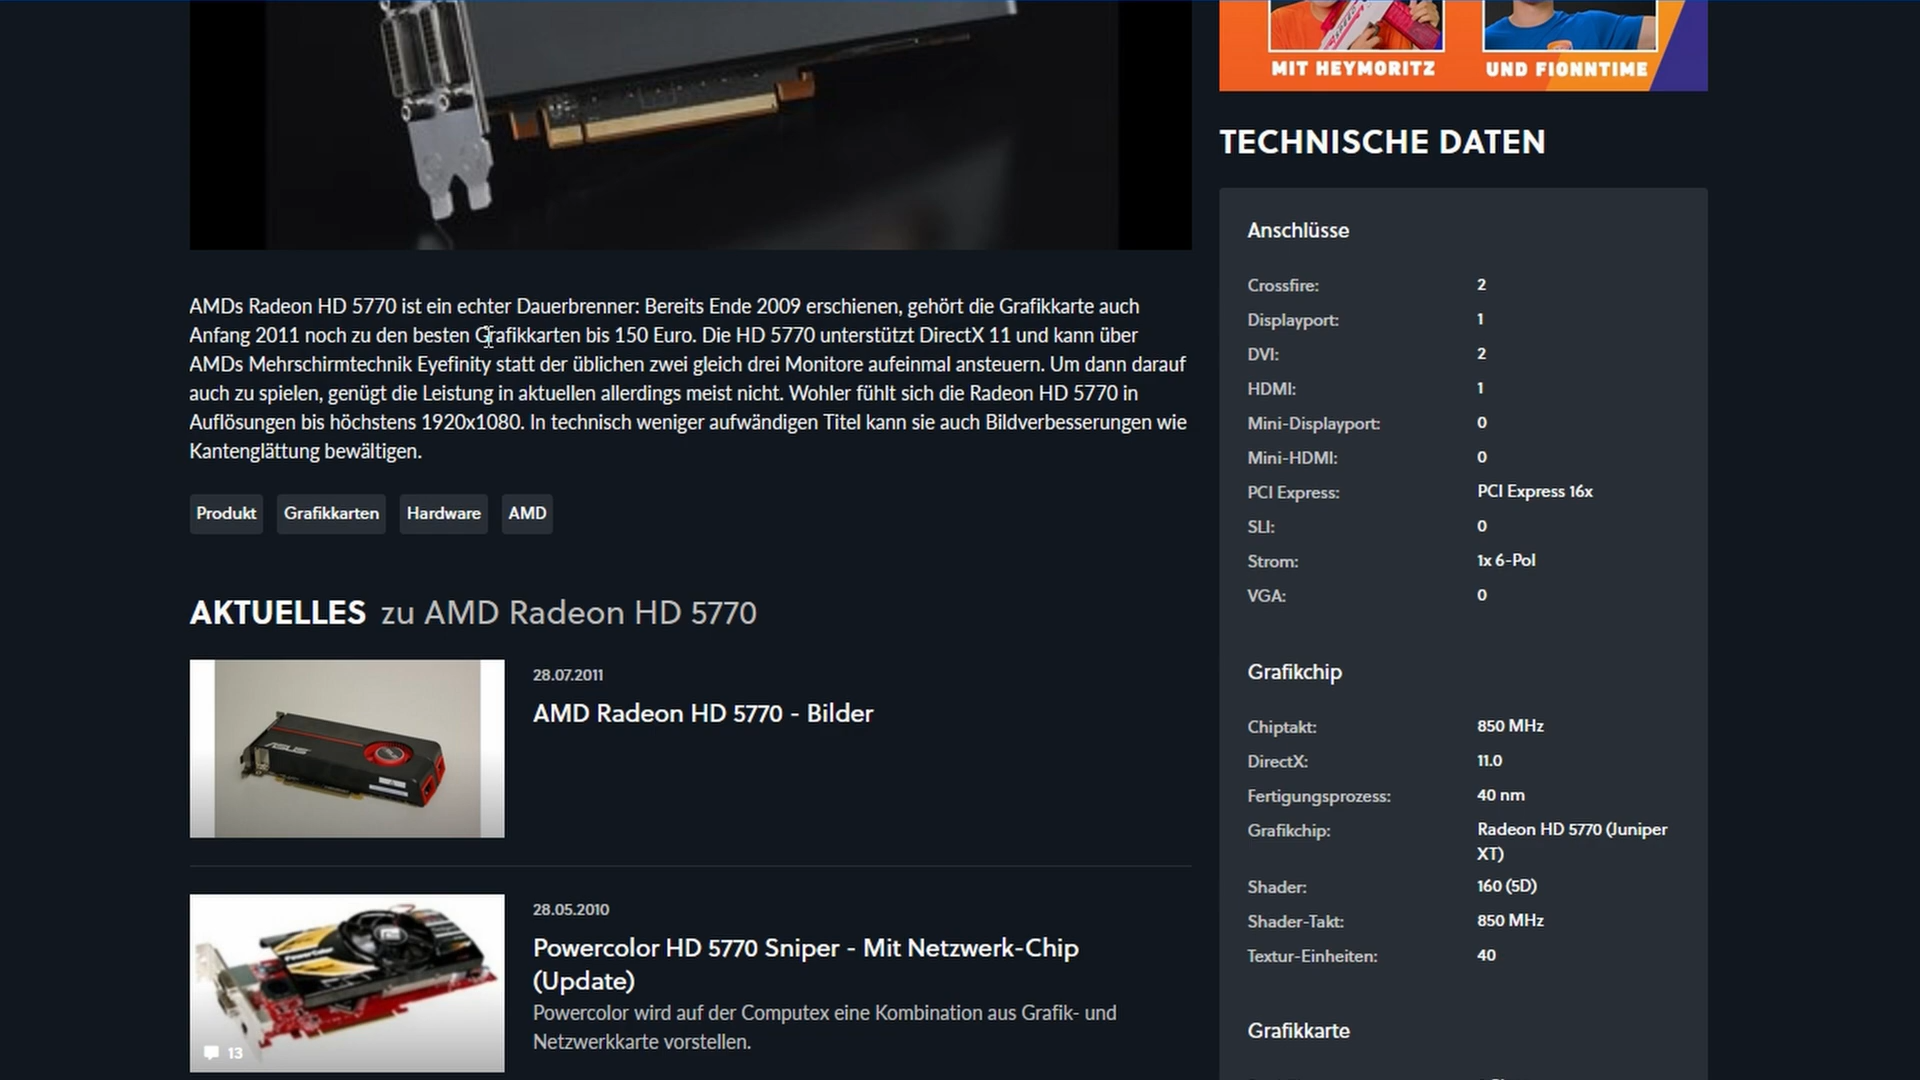 MIT HEYMORITZ
UND FIONNTIME
AMDs Radeon HD 5770 ist ein echter Dauerbrenner: Bereits Ende 2009 erschienen, gehört die Grafikkarte auch
Anfang 2011 noch zu den besten Grafikkarten bis 150 Euro. Die HD 5770 unterstützt DirectX 11 und kann über
AMDs Mehrschirmtechnik Eyefinity statt der üblichen zwei gleich drei Monitore aufeinmal ansteuern. Um dann darauf
auch zu spielen, genügt die Leistung in aktuellen allerdings meist nicht. Wohler fühlt sich die Radeon HD 5770 in
Auflösungen bis höchstens 1920x1080. In technisch weniger aufwändigen Titel kann sie auch Bildverbesserungen wie
Kantenglättung bewältigen.
Produkt Grafikkarten Hardware AMD
AKTUELLES zu AMD Radeon HD 5770
ASUS
28.07.2011
AMD Radeon HD 5770 - Bilder
28.05.2010
Powercolor HD 5770 Sniper - Mit Netzwerk-Chip
(Update)
Powercolor wird auf der Computex eine Kombination aus Grafik- und
Netzwerkkarte vorstellen.
13
TECHNISCHE DATEN
Anschlüsse
Crossfire: 2
Displayport: 1
DVI: 2
HDMI: 1
Mini-Displayport: 0
Mini-HDMI: 0
PCI Express: PCI Express 16x
SLI: 0
Strom: 1x 6-Pol
VGA: 0
Grafikchip
Chiptakt: 850 MHz
DirectX: 11.0
Fertigungsprozess: 40 nm
Grafikchip: Radeon HD 5770 (Juniper
XT)
Shader: 160 (5D)
Shader-Takt: 850 MHz
Textur-Einheiten: 40
Grafikkarte